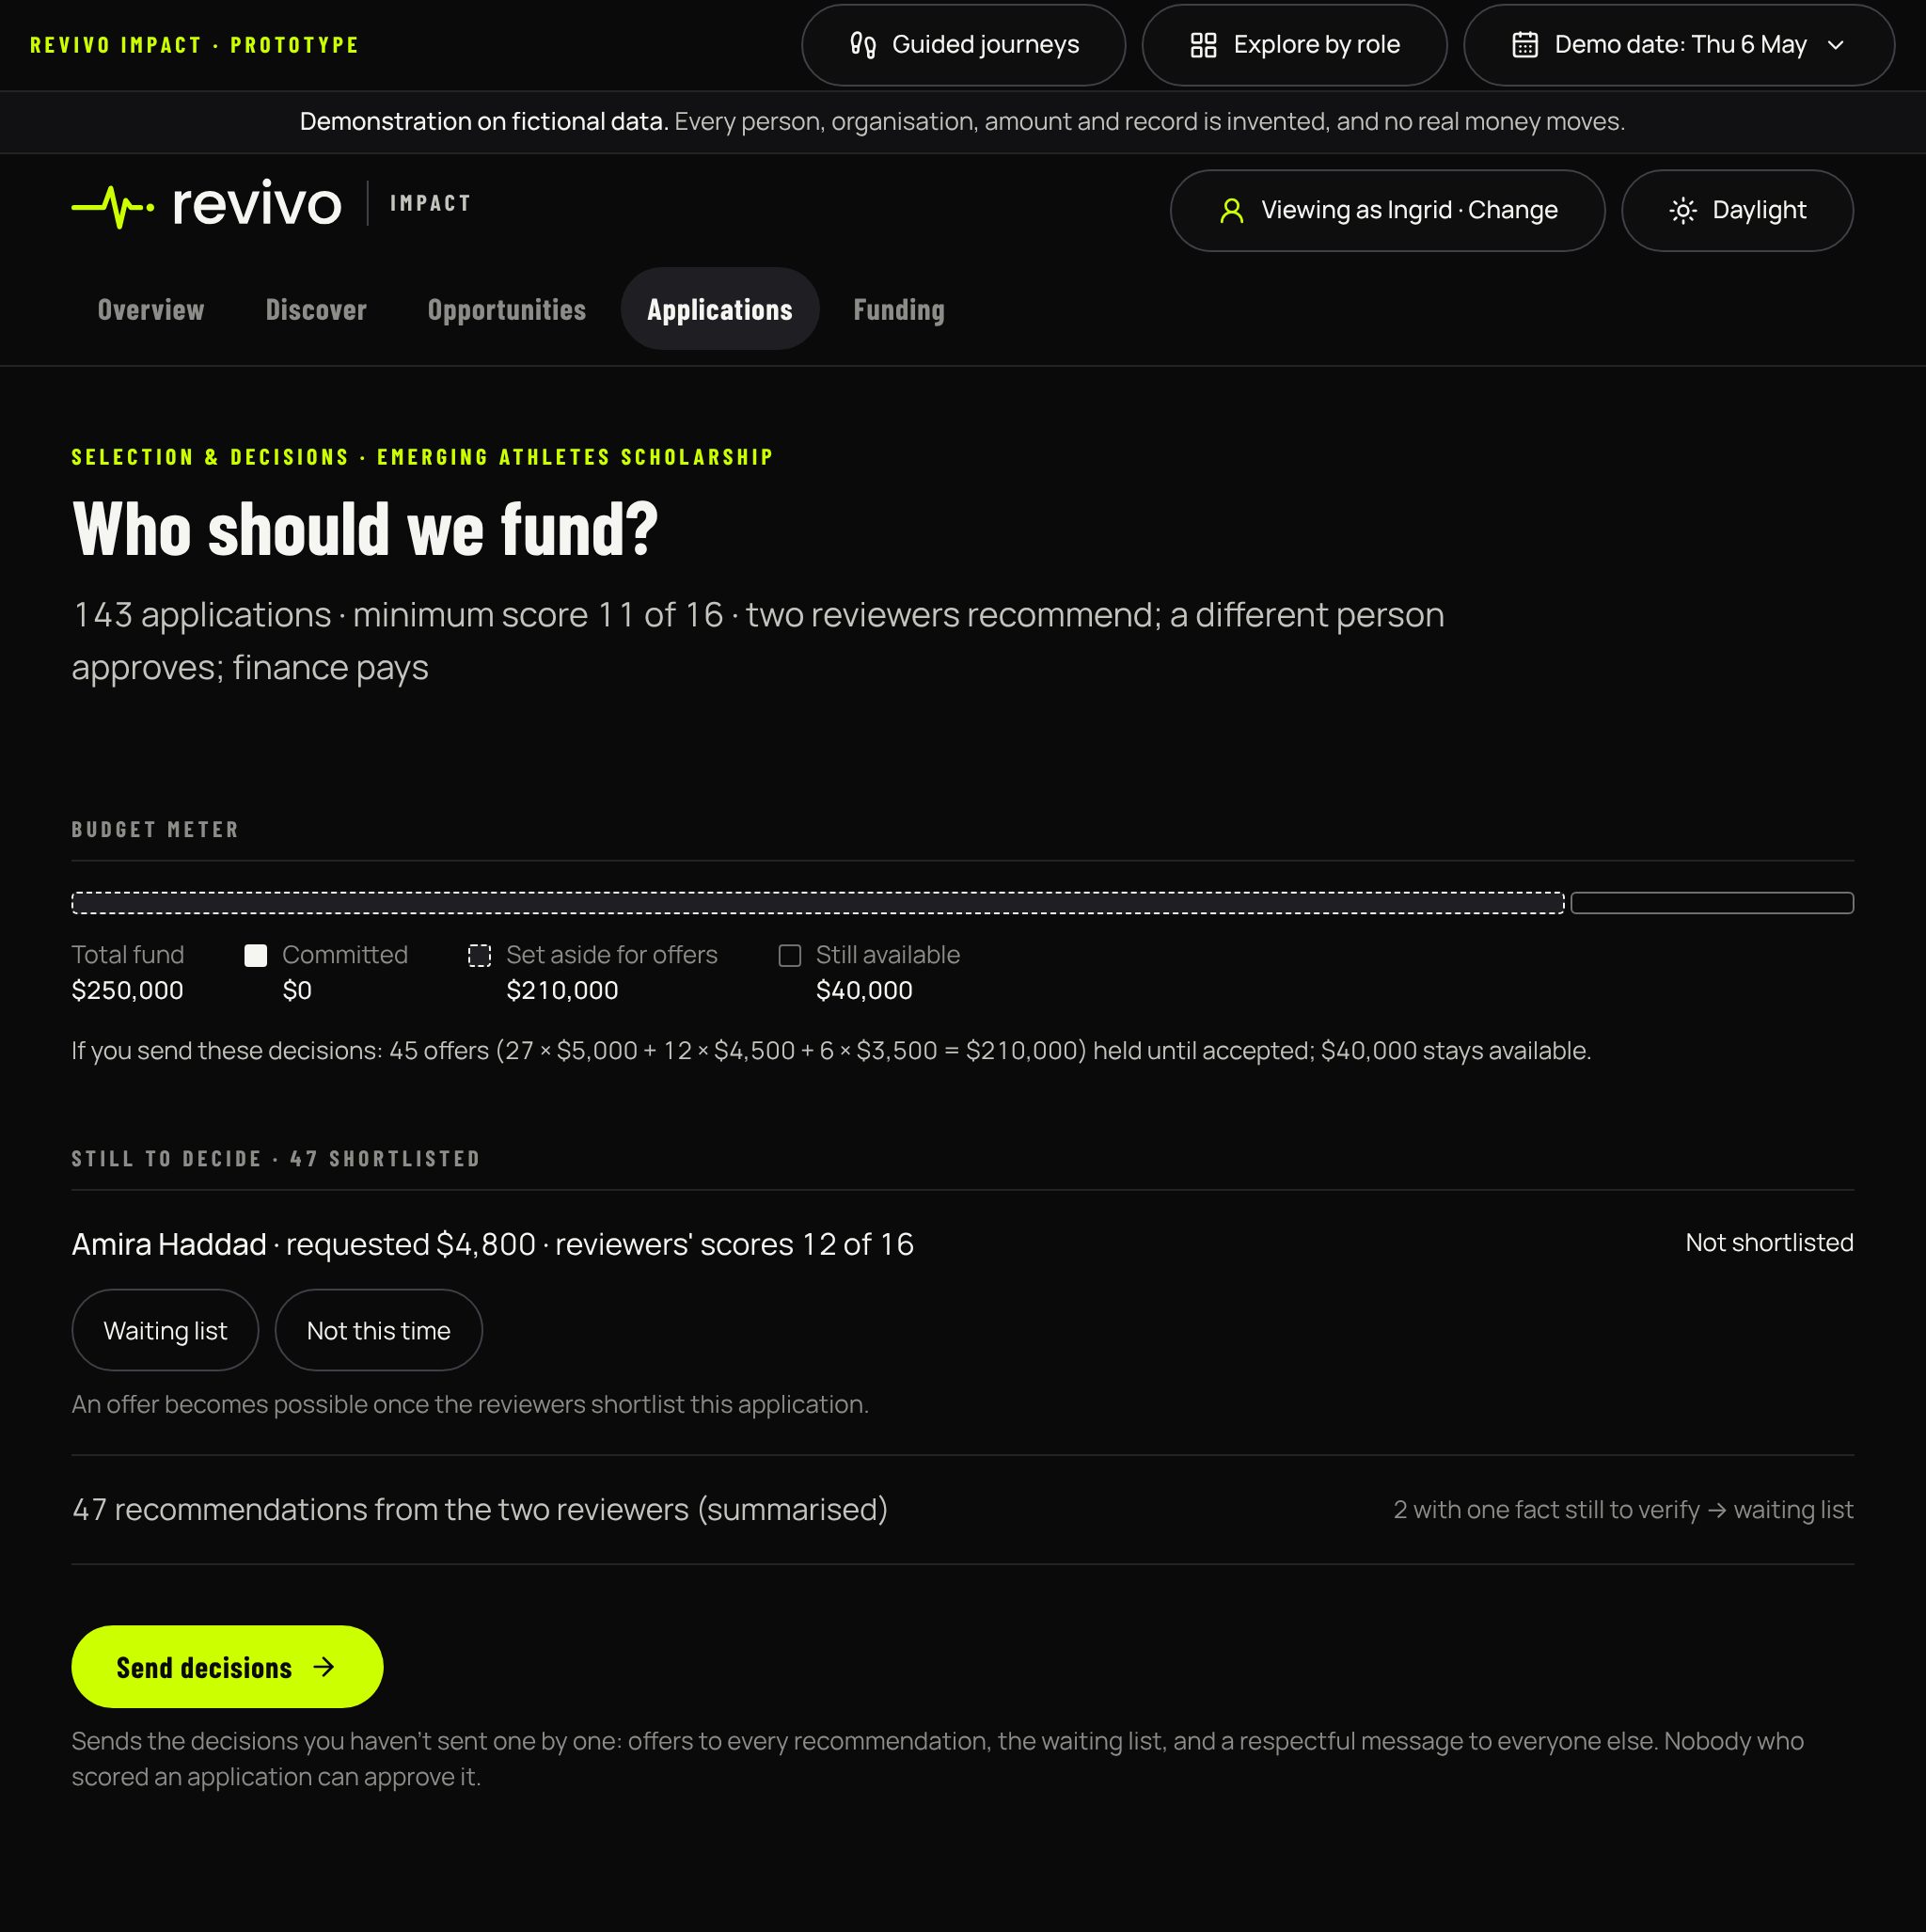 REVIVO IMPACT · PROTOTYPE
Guided journeys
Explore by role
Demo date: Thu 6 May
Demonstration on fictional data. Every person, organisation, amount and record is invented, and no real money moves.
revivo
IMPACT
Viewing as Ingrid · Change
Daylight
Overview
Discover
Opportunities
Applications
Funding
SELECTION & DECISIONS · EMERGING ATHLETES SCHOLARSHIP
Who should we fund?
143 applications · minimum score 11 of 16 · two reviewers recommend; a different person
approves; finance pays
BUDGET METER
Total fund
$250,000
Committed
$0
Set aside for offers
$210,000
Still available
$40,000
If you send these decisions: 45 offers (27 × $5,000 + 12 × $4,500 + 6 × $3,500 = $210,000) held until accepted; $40,000 stays available.
STILL TO DECIDE · 47 SHORTLISTED
Amira Haddad · requested $4,800 · reviewers' scores 12 of 16
Not shortlisted
Waiting list
Not this time
An offer becomes possible once the reviewers shortlist this application.
47 recommendations from the two reviewers (summarised)
2 with one fact still to verify → waiting list
Send decisions →
Sends the decisions you haven’t sent one by one: offers to every recommendation, the waiting list, and a respectful message to everyone else. Nobody who
scored an application can approve it.